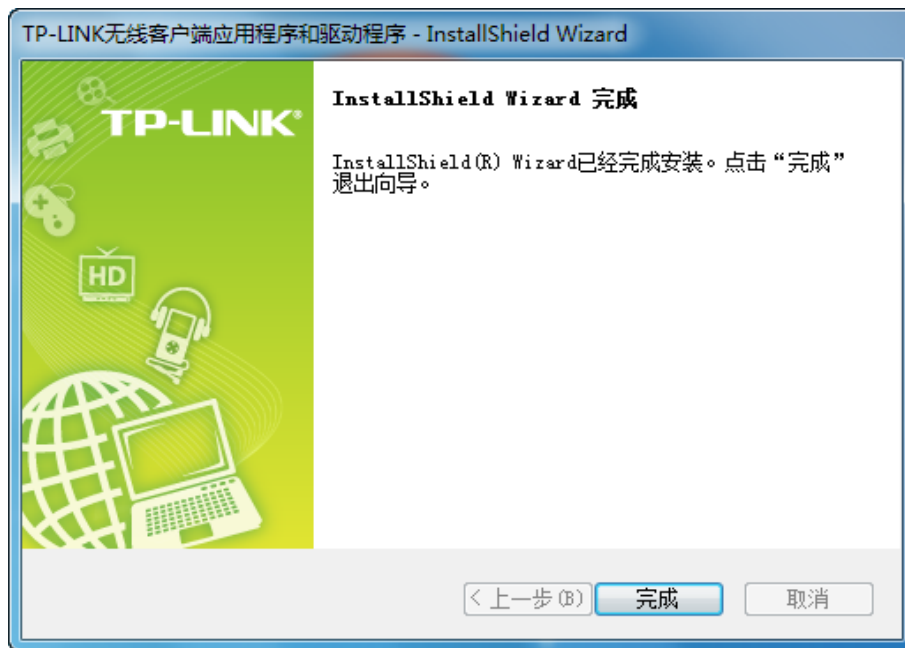 TP-LINK无线客户端应用程序和驱动程序 - InstallShield Wizard
TP-LINK®
InstallShield Wizard 完成
InstallShield(R) Wizard已经完成安装。点击“完成”
退出向导。
HD
< 上一步(B)
完成
取消